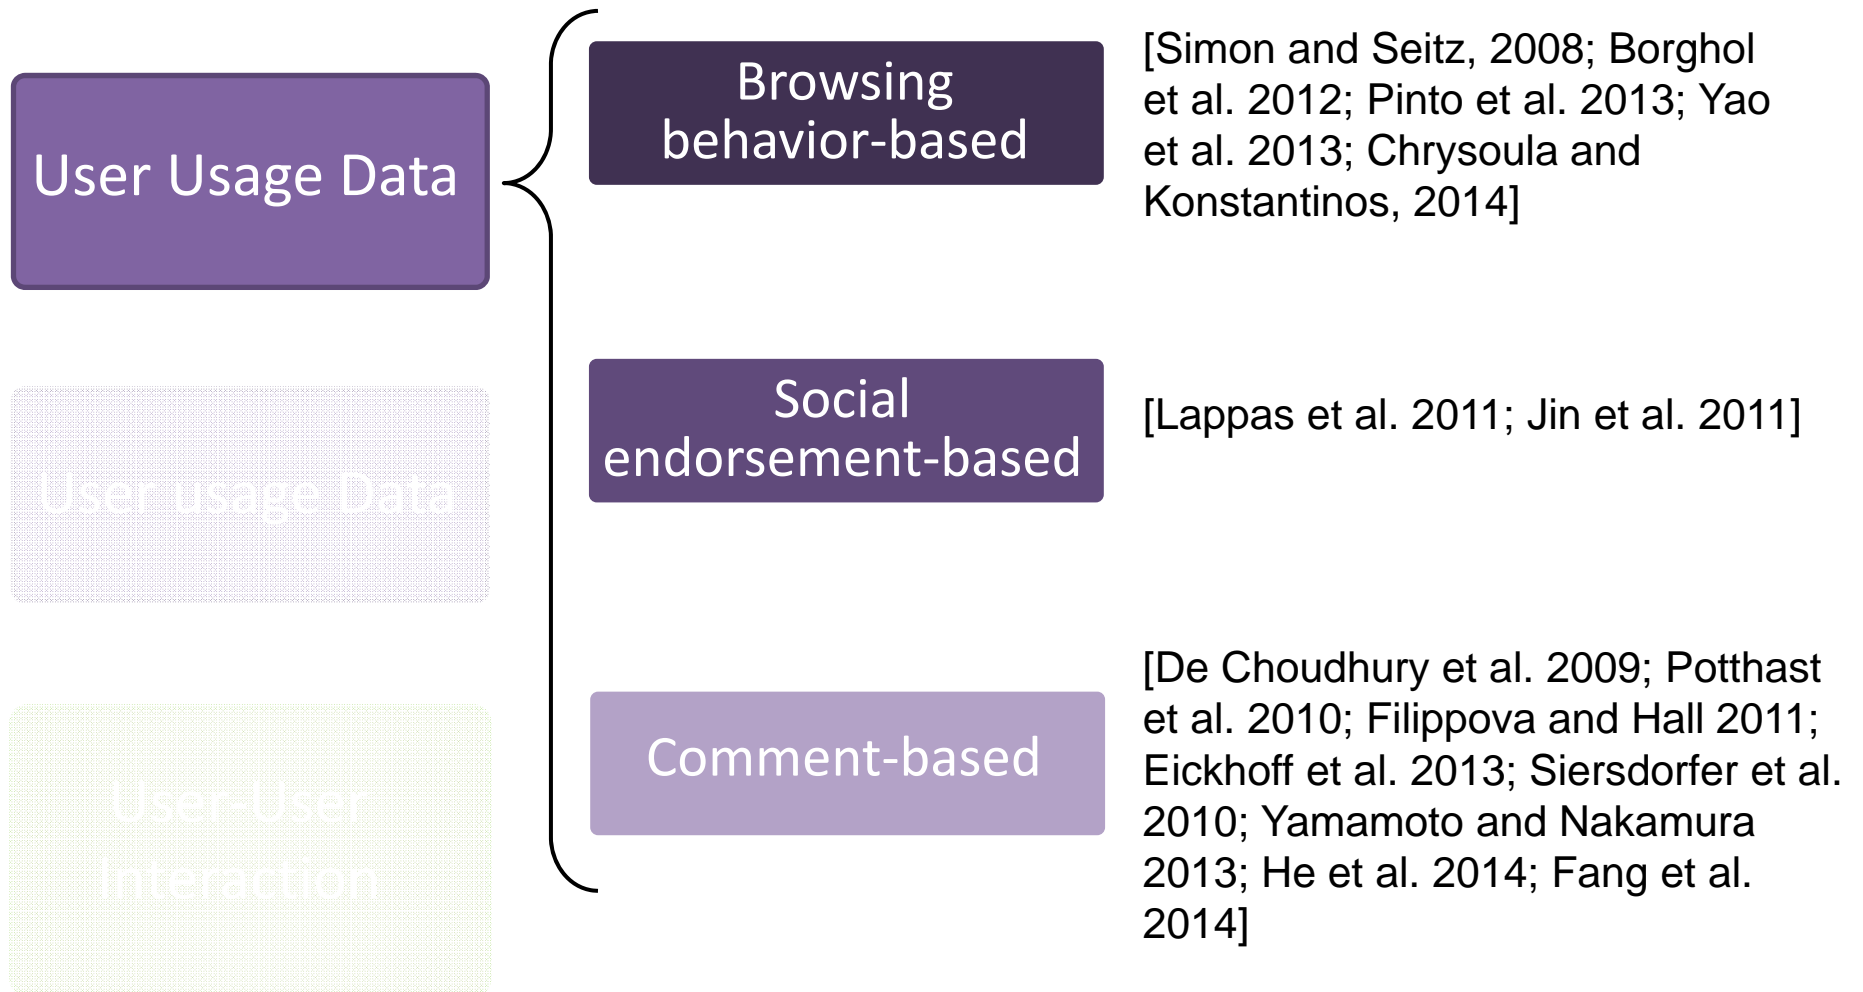 User Usage Data
User usage Data
User-User
Interaction
Browsing
behavior-based
[Simon and Seitz, 2008; Borghol
et al. 2012; Pinto et al. 2013; Yao
et al. 2013; Chrysoula and
Konstantinos, 2014]
Social
endorsement-based
[Lappas et al. 2011; Jin et al. 2011]
Comment-based
[De Choudhury et al. 2009; Potthast
et al. 2010; Filippova and Hall 2011;
Eickhoff et al. 2013; Siersdorfer et al.
2010; Yamamoto and Nakamura
2013; He et al. 2014; Fang et al.
2014]